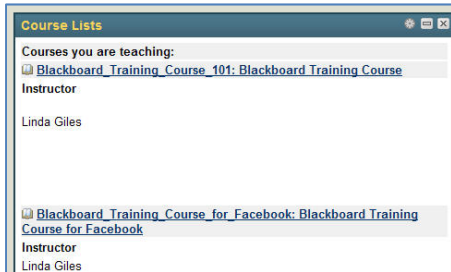 Course Lists
Courses you are teaching:
Blackboard_Training_Course_101: Blackboard Training Course
Instructor
Linda Giles
Blackboard_Training_Course_for_Facebook: Blackboard Training
Course for Facebook
Instructor
Linda Giles